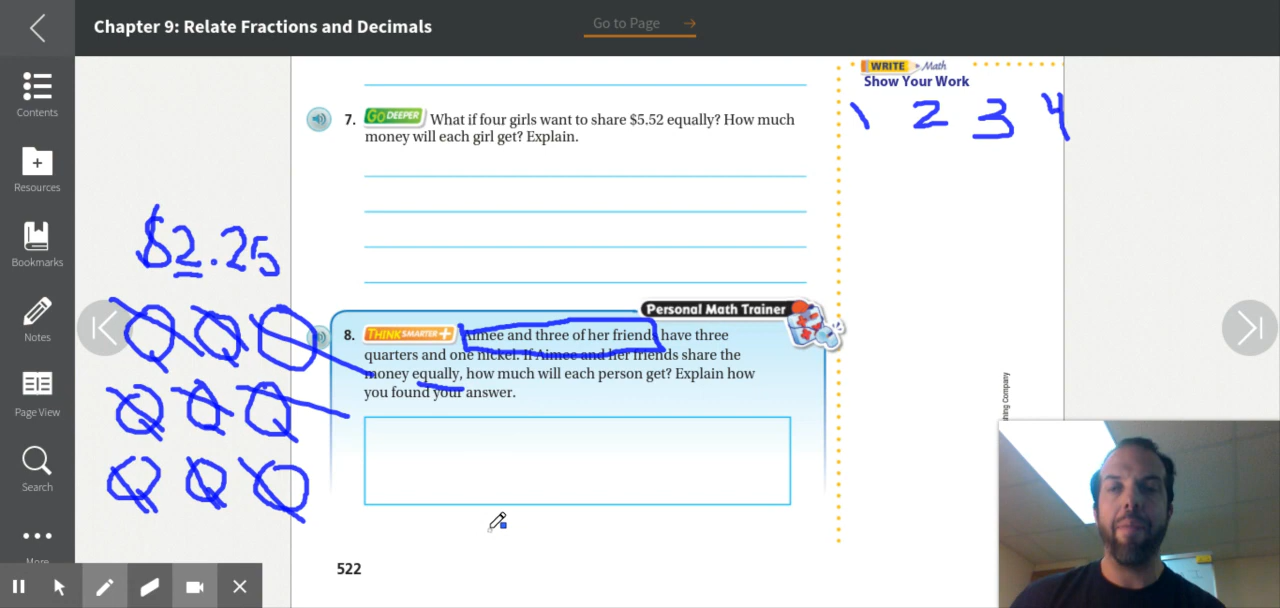 Chapter 9: Relate Fractions and Decimals
Go to Page
Contents
Resources
Bookmarks
Notes
Page View
Search
More
7. GO DEEPER What if four girls want to share $5.52 equally? How much
money will each girl get? Explain.
WRITE Math
Show Your Work
1 2 3 4
$2.25
Q Q Q
Q Q Q
Q Q Q
Personal Math Trainer
8. THINK SMARTER + Aimee and three of her friends have three
quarters and one nickel. If Aimee and her friends share the
money equally, how much will each person get? Explain how
you found your answer.
522
shing Company